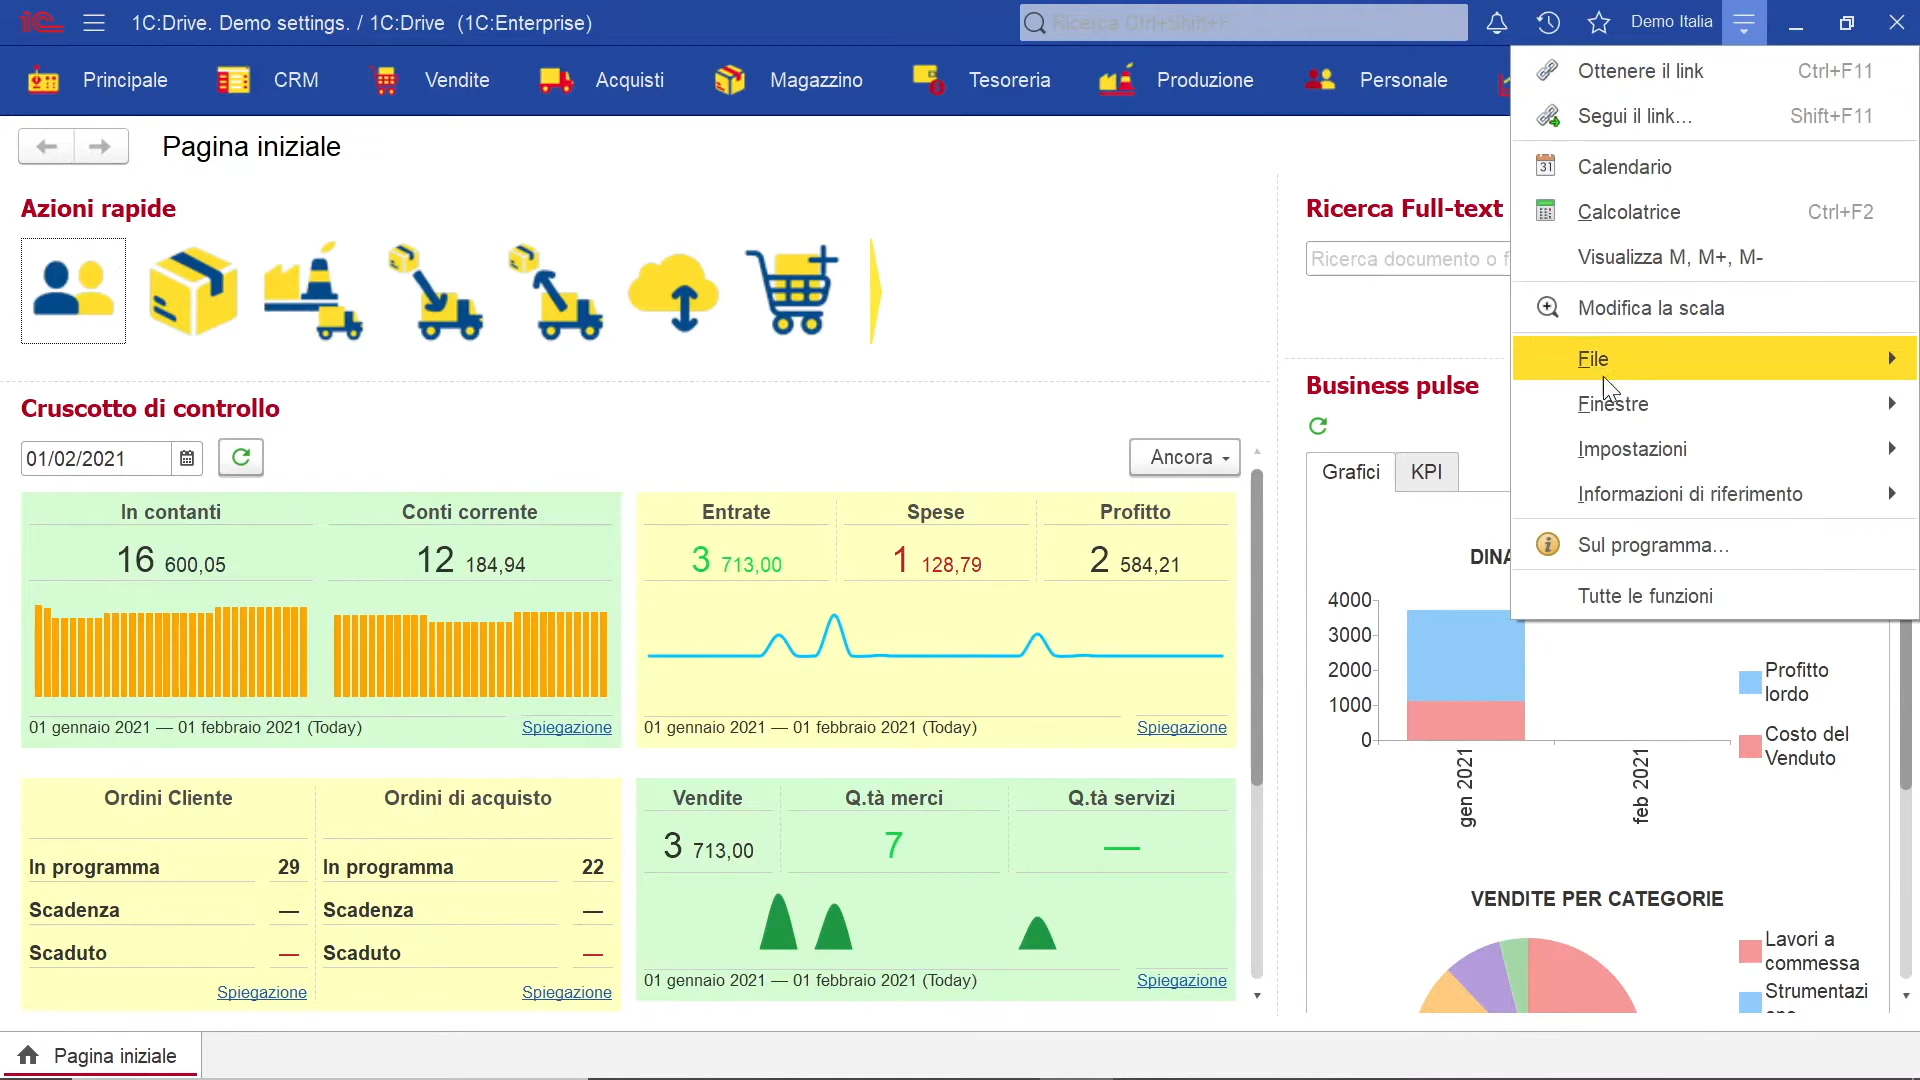 1C:Drive. Demo settings. / 1C:Drive (1C:Enterprise)
Ricerca Ctrl+Shift+F
Demo Italia
Principale
CRM
Vendite
Acquisti
Magazzino
Tesoreria
Produzione
Personale
Ottenere il link Ctrl+F11
Segui il link... Shift+F11
31 Calendario
Calcolatrice Ctrl+F2
Visualizza M, M+, M-
Modifica la scala
File
Finestre
Impostazioni
Informazioni di riferimento
Sul programma...
Tutte le funzioni
Pagina iniziale
Azioni rapide
Ricerca Full-text
Ricerca documento o f
Cruscotto di controllo
01/02/2021
Ancora
In contanti
16 600,05
Conti corrente
12 184,94
01 gennaio 2021 — 01 febbraio 2021 (Today) Spiegazione
Entrate
3 713,00
Spese
1 128,79
Profitto
2 584,21
01 gennaio 2021 — 01 febbraio 2021 (Today) Spiegazione
Ordini Cliente
In programma 29
Scadenza —
Scaduto —
Spiegazione
Ordini di acquisto
In programma 22
Scadenza —
Scaduto —
Spiegazione
Vendite
3 713,00
Q.tà merci
7
Q.tà servizi
—
01 gennaio 2021 — 01 febbraio 2021 (Today) Spiegazione
Business pulse
Grafici KPI
DINA
4000
3000
2000
1000
0
gen 2021
feb 2021
Profitto
lordo
Costo del
Venduto
VENDITE PER CATEGORIE
Lavori a
commessa
Strumentazi
Pagina iniziale